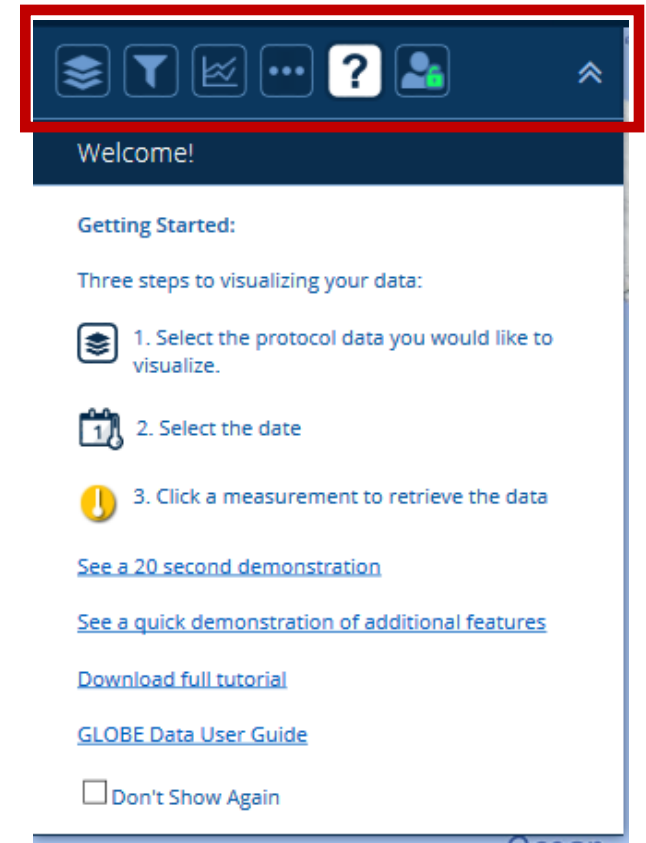 ?
Welcome!
Getting Started:
Three steps to visualizing your data:
1. Select the protocol data you would like to
visualize.
1
2. Select the date
3. Click a measurement to retrieve the data
See a 20 second demonstration
See a quick demonstration of additional features
Download full tutorial
GLOBE Data User Guide
Don't Show Again